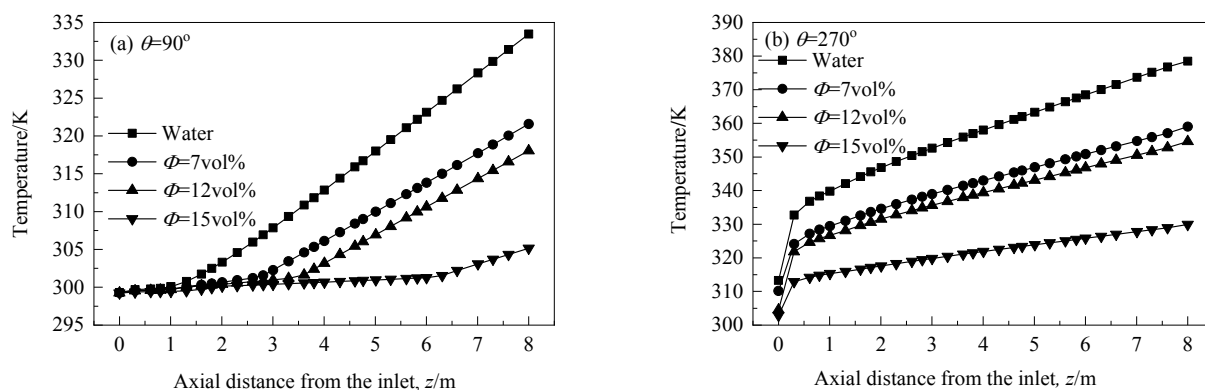 (a) θ=90°
Water
Φ=7vol%
Φ=12vol%
Φ=15vol%
Temperature/K
335
330
325
320
315
310
305
300
295
0 1 2 3 4 5 6 7 8
Axial distance from the inlet, z/m
(b) θ=270°
Water
Φ=7vol%
Φ=12vol%
Φ=15vol%
Temperature/K
390
380
370
360
350
340
330
320
310
300
0 1 2 3 4 5 6 7 8
Axial distance from the inlet, z/m